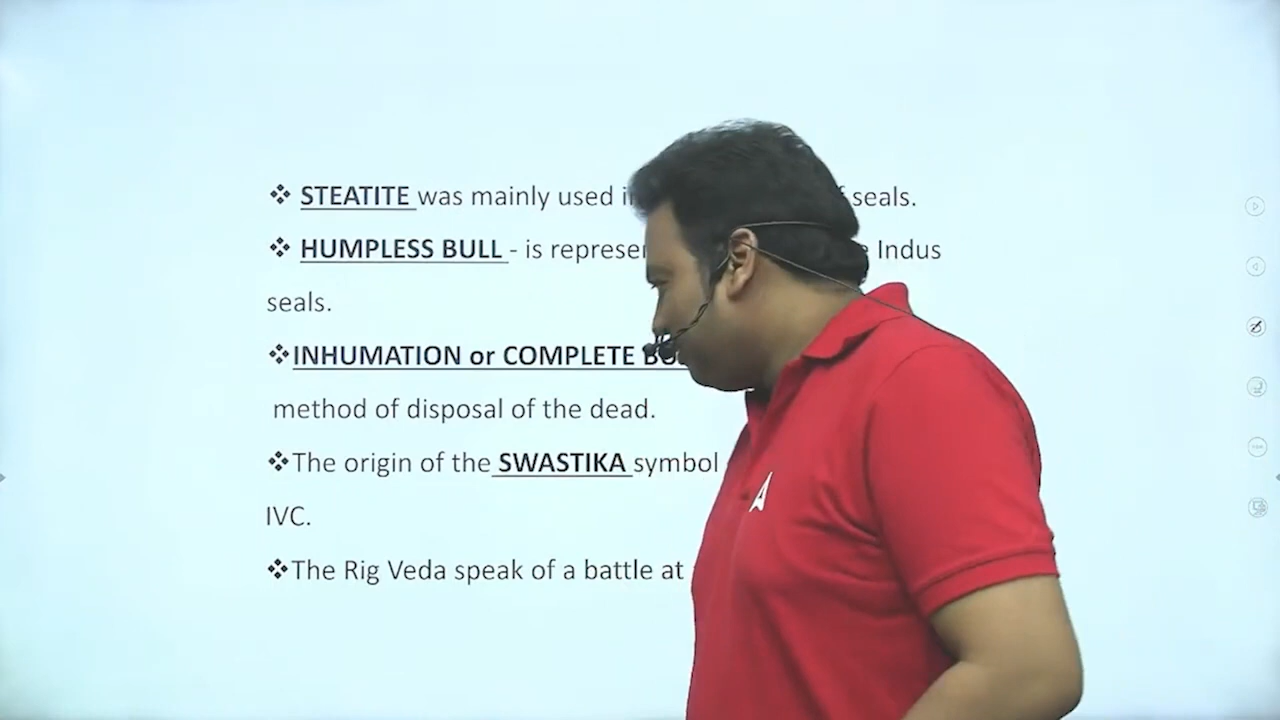 ❖ STEATITE was mainly used seals.
❖ HUMPLESS BULL - is Indus
seals.
❖INHUMATION or COMPLETE
method of disposal of the dead.
❖The origin of the SWASTIKA symbol
IVC.
❖The Rig Veda speak of a battle at